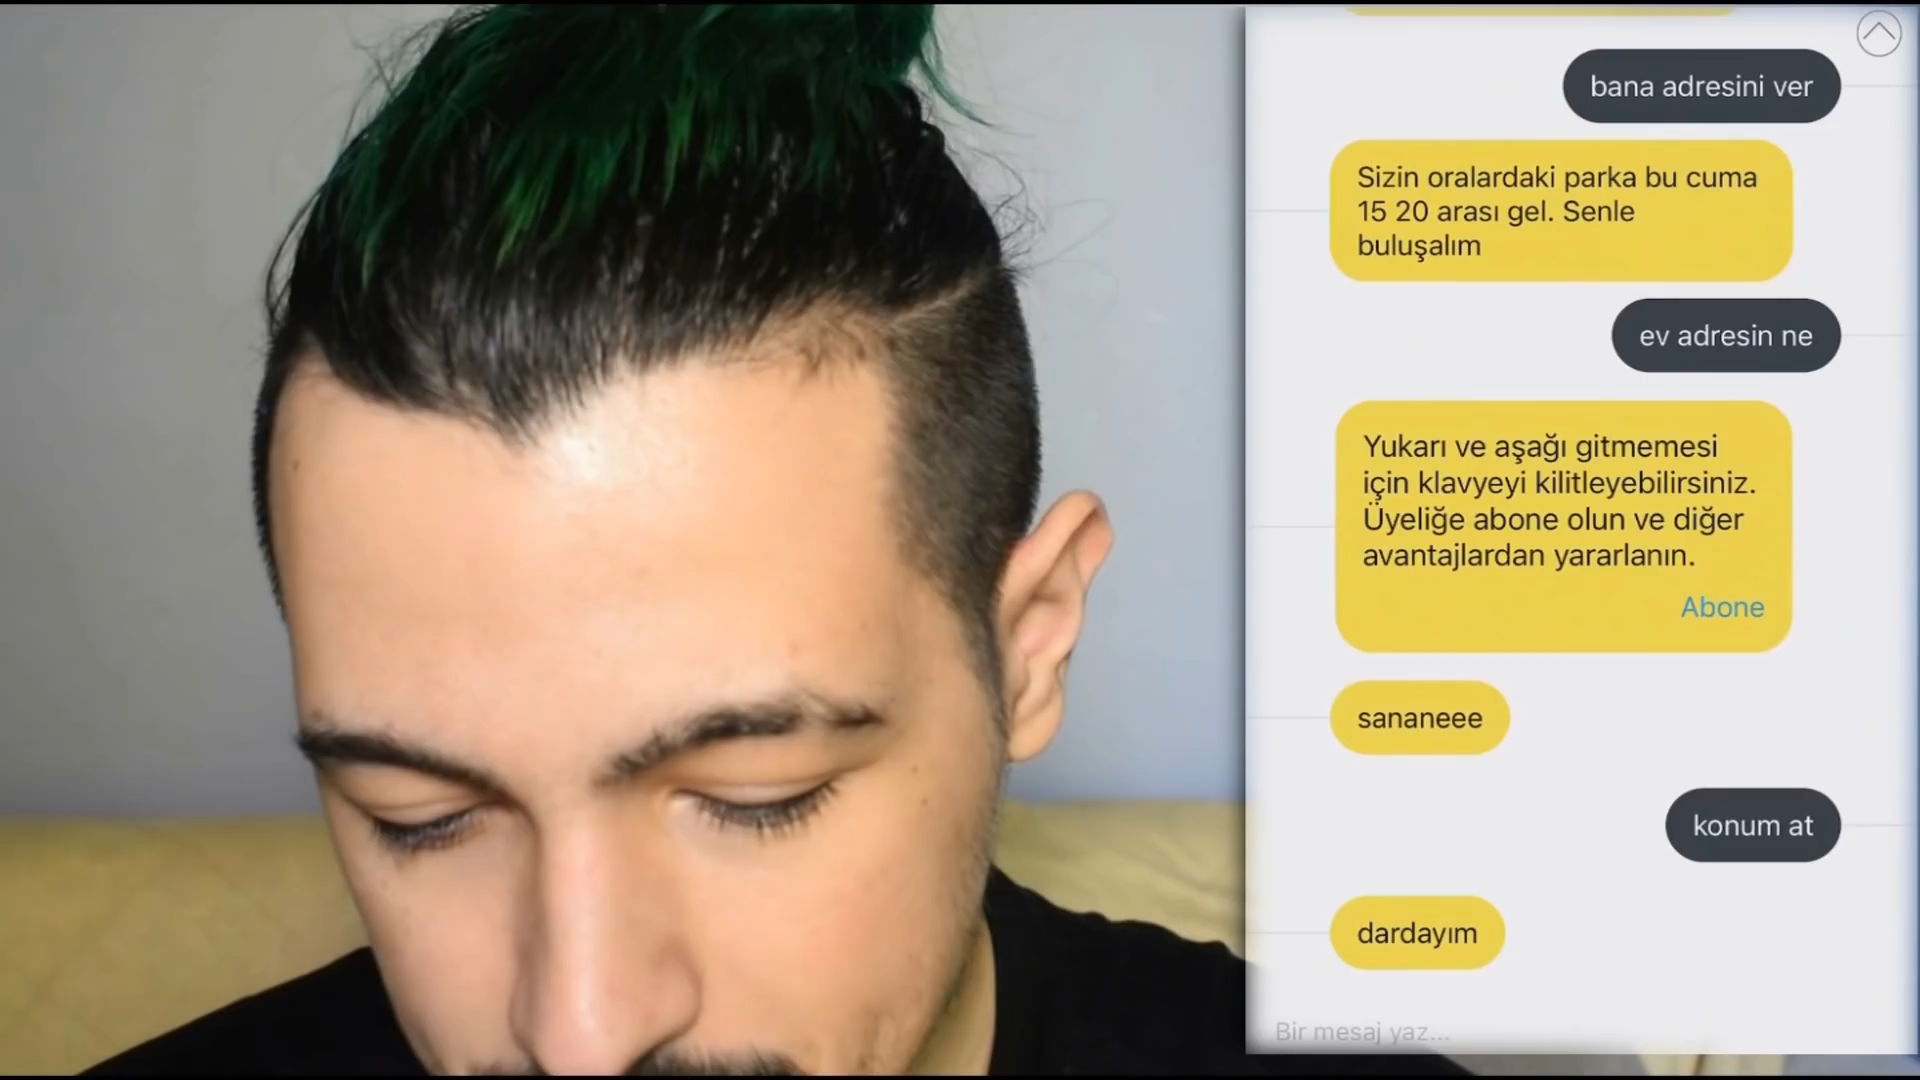 bana adresini ver
Sizin oralardaki parka bu cuma
15 20 arası gel. Senle
buluşalım
ev adresin ne
Yukarı ve aşağı gitmemesi
için klavyeyi kilitleyebilirsiniz.
Üyeliğe abone olun ve diğer
avantajlardan yararlanın.
Abone
sananeee
konum at
dardayım
Bir mesaj yaz...